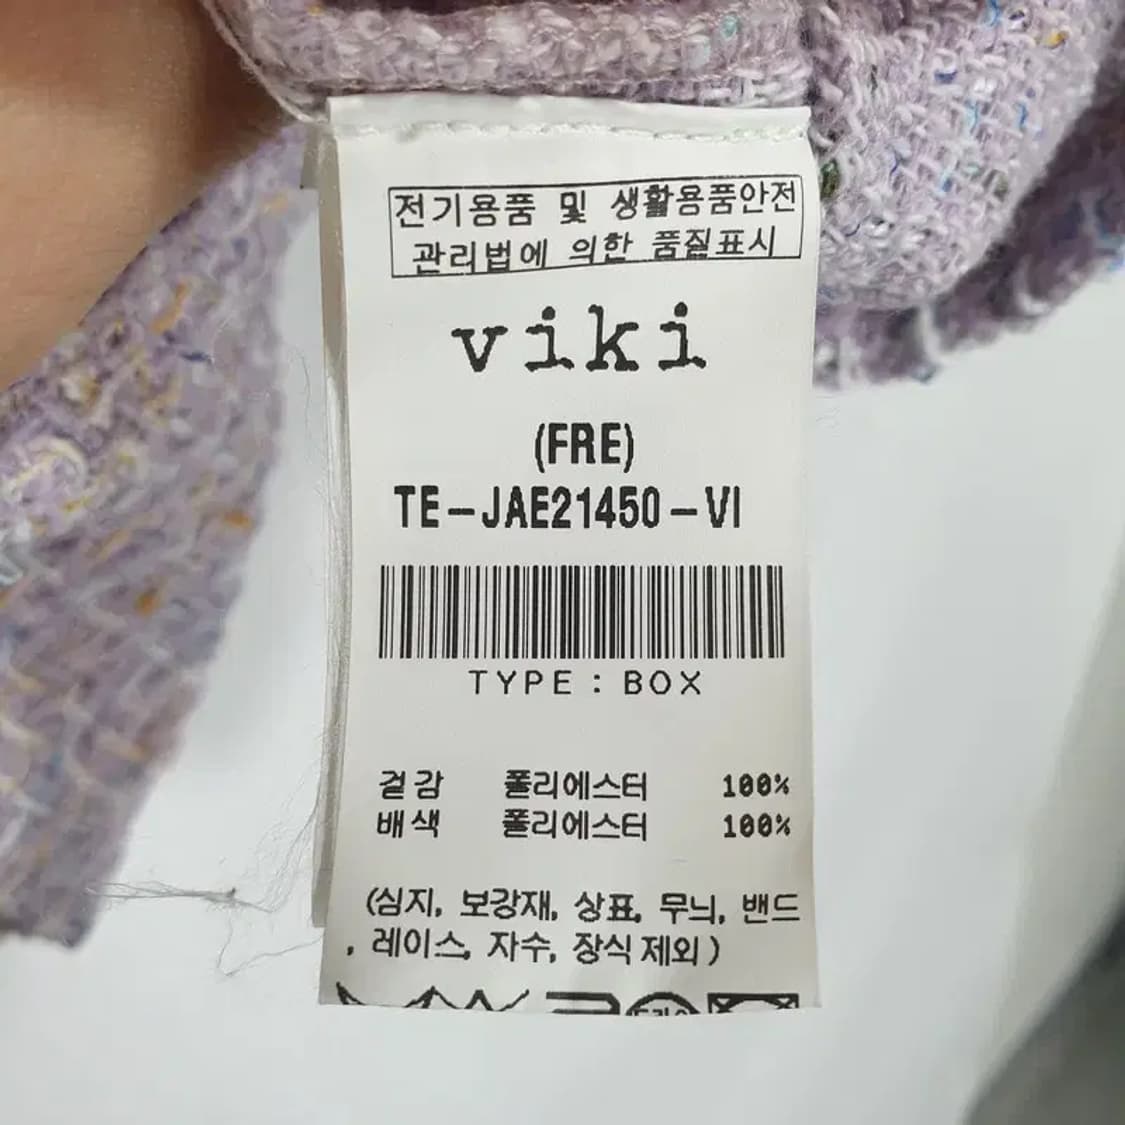 전기용품 및 생활용품안전
관리법에 의한 품질표시
viki
(FRE)
TE-JAE21450-VI
TYPE : BOX
겉감 폴리에스터 100%
배색 폴리에스터 100%
(심지, 보강재, 상표, 무늬, 밴드
, 레이스, 자수, 장식 제외)